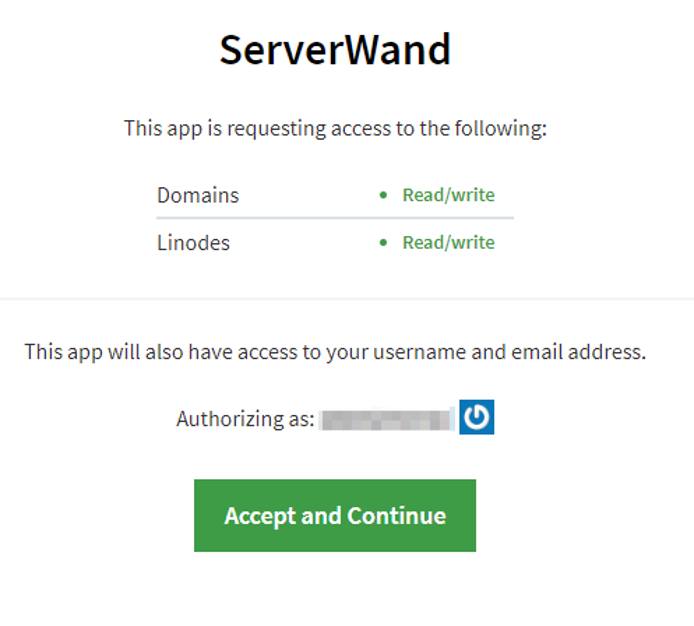 ServerWand
This app is requesting access to the following:
Domains • Read/write
Linodes • Read/write
This app will also have access to your username and email address.
Authorizing as:
Accept and Continue